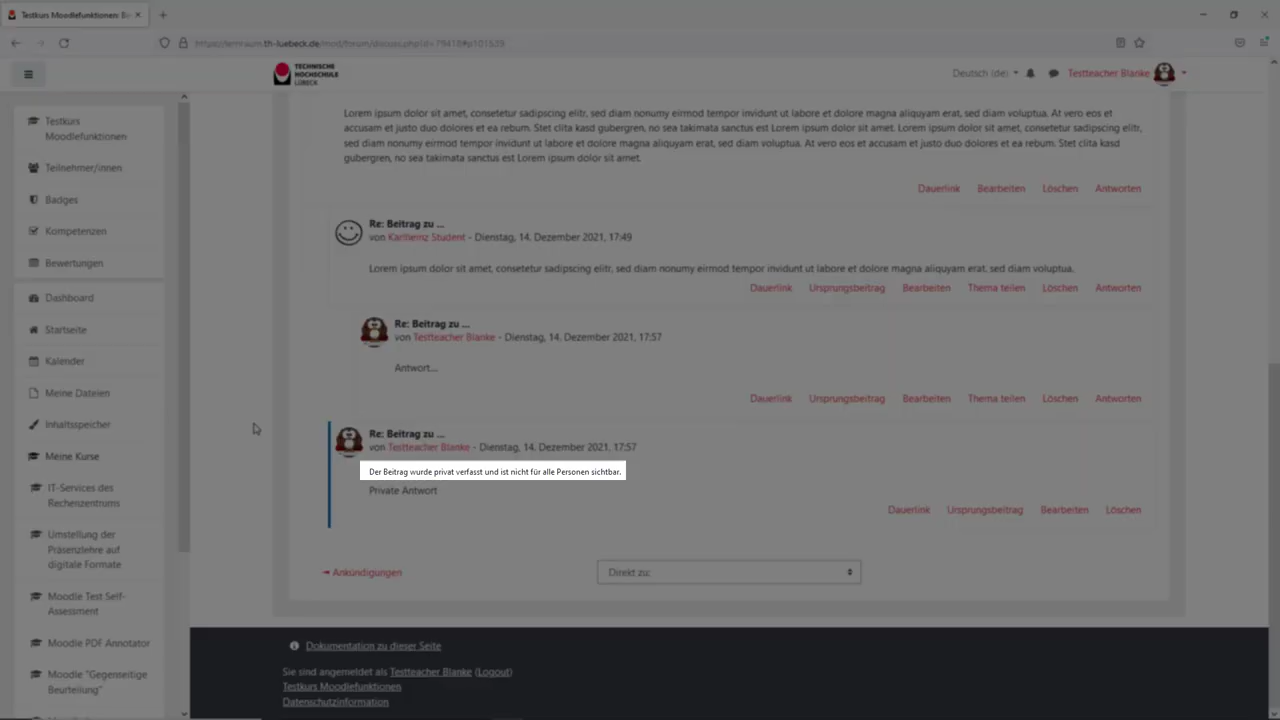 Testkurs Moodlefunktionen: Be
https://lernraum.th-luebeck.de/mod/forum/discuss.php?d=79418#p101539
TECHNISCHE
HOCHSCHULE
LÜBECK
Deutsch (de)
Testteacher Blanke
Testkurs
Moodlefunktionen
Teilnehmer/innen
Badges
Kompetenzen
Bewertungen
Dashboard
Startseite
Kalender
Meine Dateien
Inhaltsspeicher
Meine Kurse
IT-Services des
Rechenzentrums
Umstellung der
Präsenzlehre auf
digitale Formate
Moodle Test Self-
Assessment
Moodle PDF Annotator
Moodle "Gegenseitige
Beurteilung"
Lorem ipsum dolor sit amet, consetetur sadipscing elitr, sed diam nonumy eirmod tempor invidunt ut labore et dolore magna aliquyam erat, sed diam voluptua. At vero eos et
accusam et justo duo dolores et ea rebum. Stet clita kasd gubergren, no sea takimata sanctus est Lorem ipsum dolor sit amet. Lorem ipsum dolor sit amet, consetetur sadipscing
elitr, sed diam nonumy eirmod tempor invidunt ut labore et dolore magna aliquyam erat, sed diam voluptua. At vero eos et accusam et justo duo dolores et ea rebum. Stet clita kasd
gubergren, no sea takimata sanctus est Lorem ipsum dolor sit amet.
Dauerlink Bearbeiten Löschen Antworten
Re: Beitrag zu ...
von Karlheinz Student - Dienstag, 14. Dezember 2021, 17:49
Lorem ipsum dolor sit amet, consetetur sadipscing elitr, sed diam nonumy eirmod tempor invidunt ut labore et dolore magna aliquyam erat, sed diam voluptua.
Dauerlink Ursprungsbeitrag Bearbeiten Thema teilen Löschen Antworten
Re: Beitrag zu ...
von Testteacher Blanke - Dienstag, 14. Dezember 2021, 17:57
Antwort...
Dauerlink Ursprungsbeitrag Bearbeiten Thema teilen Löschen Antworten
Re: Beitrag zu ...
von Testteacher Blanke - Dienstag, 14. Dezember 2021, 17:57
Der Beitrag wurde privat verfasst und ist nicht für alle Personen sichtbar.
Private Antwort
Dauerlink Ursprungsbeitrag Bearbeiten Löschen
Ankündigungen
Direkt zu:
Dokumentation zu dieser Seite
Sie sind angemeldet als Testteacher Blanke (Logout)
Testkurs Moodlefunktionen
Datenschutzinformation